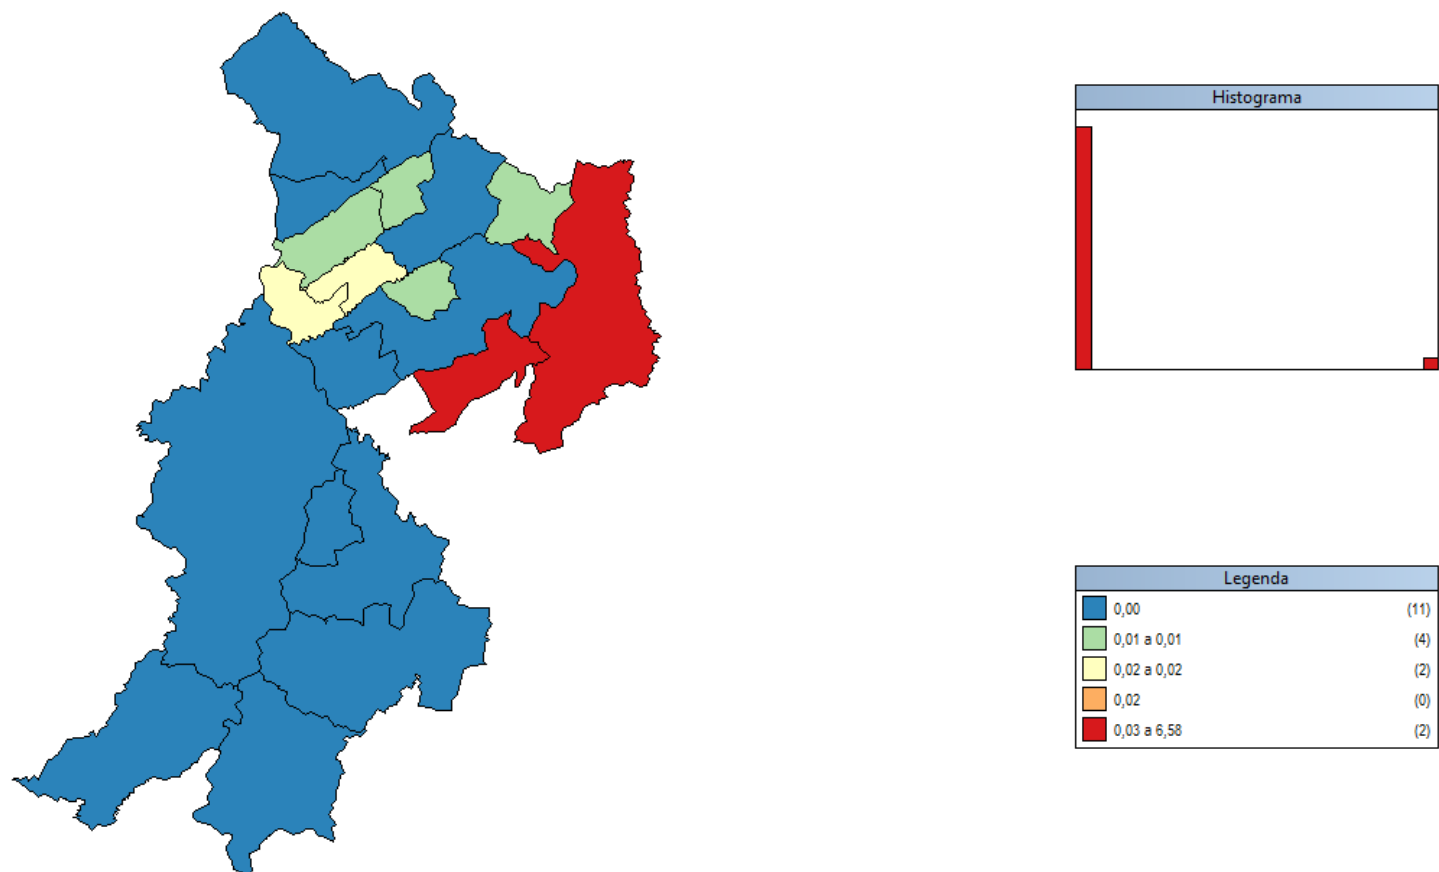 Histograma
Legenda
0,00 (11)
0,01 a 0,01 (4)
0,02 a 0,02 (2)
0,02 (0)
0,03 a 6,58 (2)